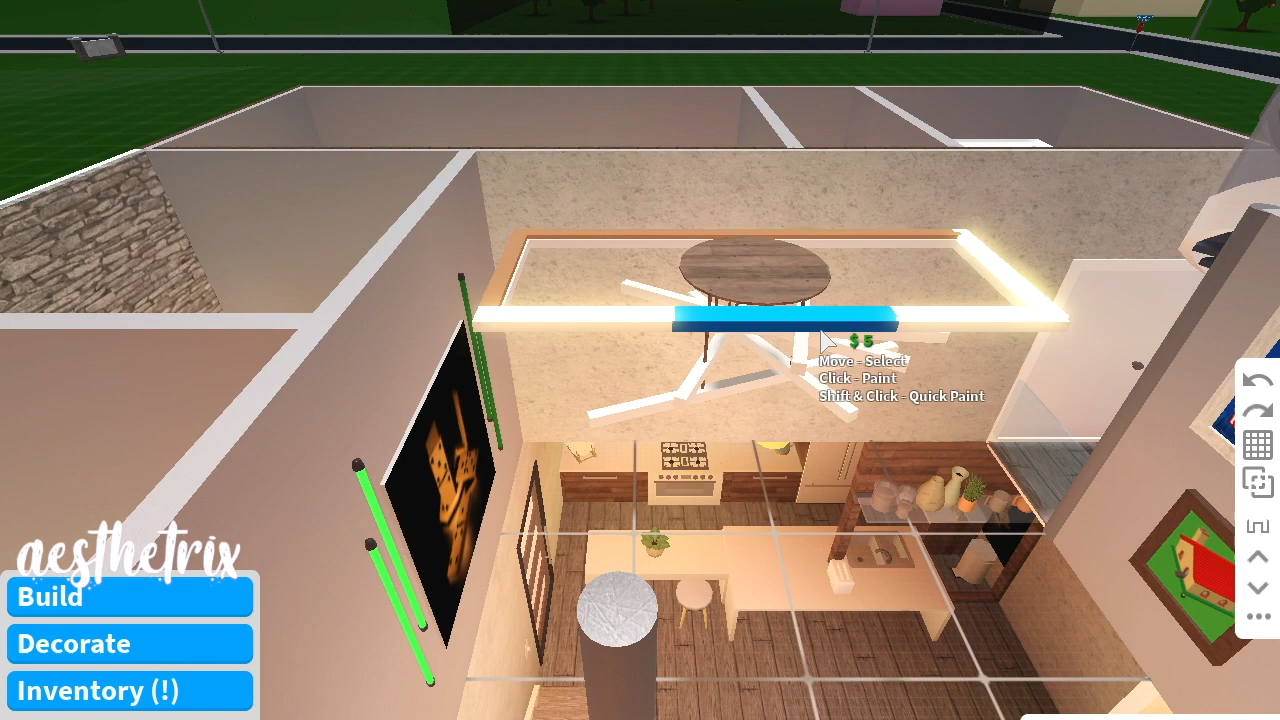 $ 5
Move - Select
Click - Paint
Shift & Click - Quick Paint
aesthetrix
Build
Decorate
Inventory (!)